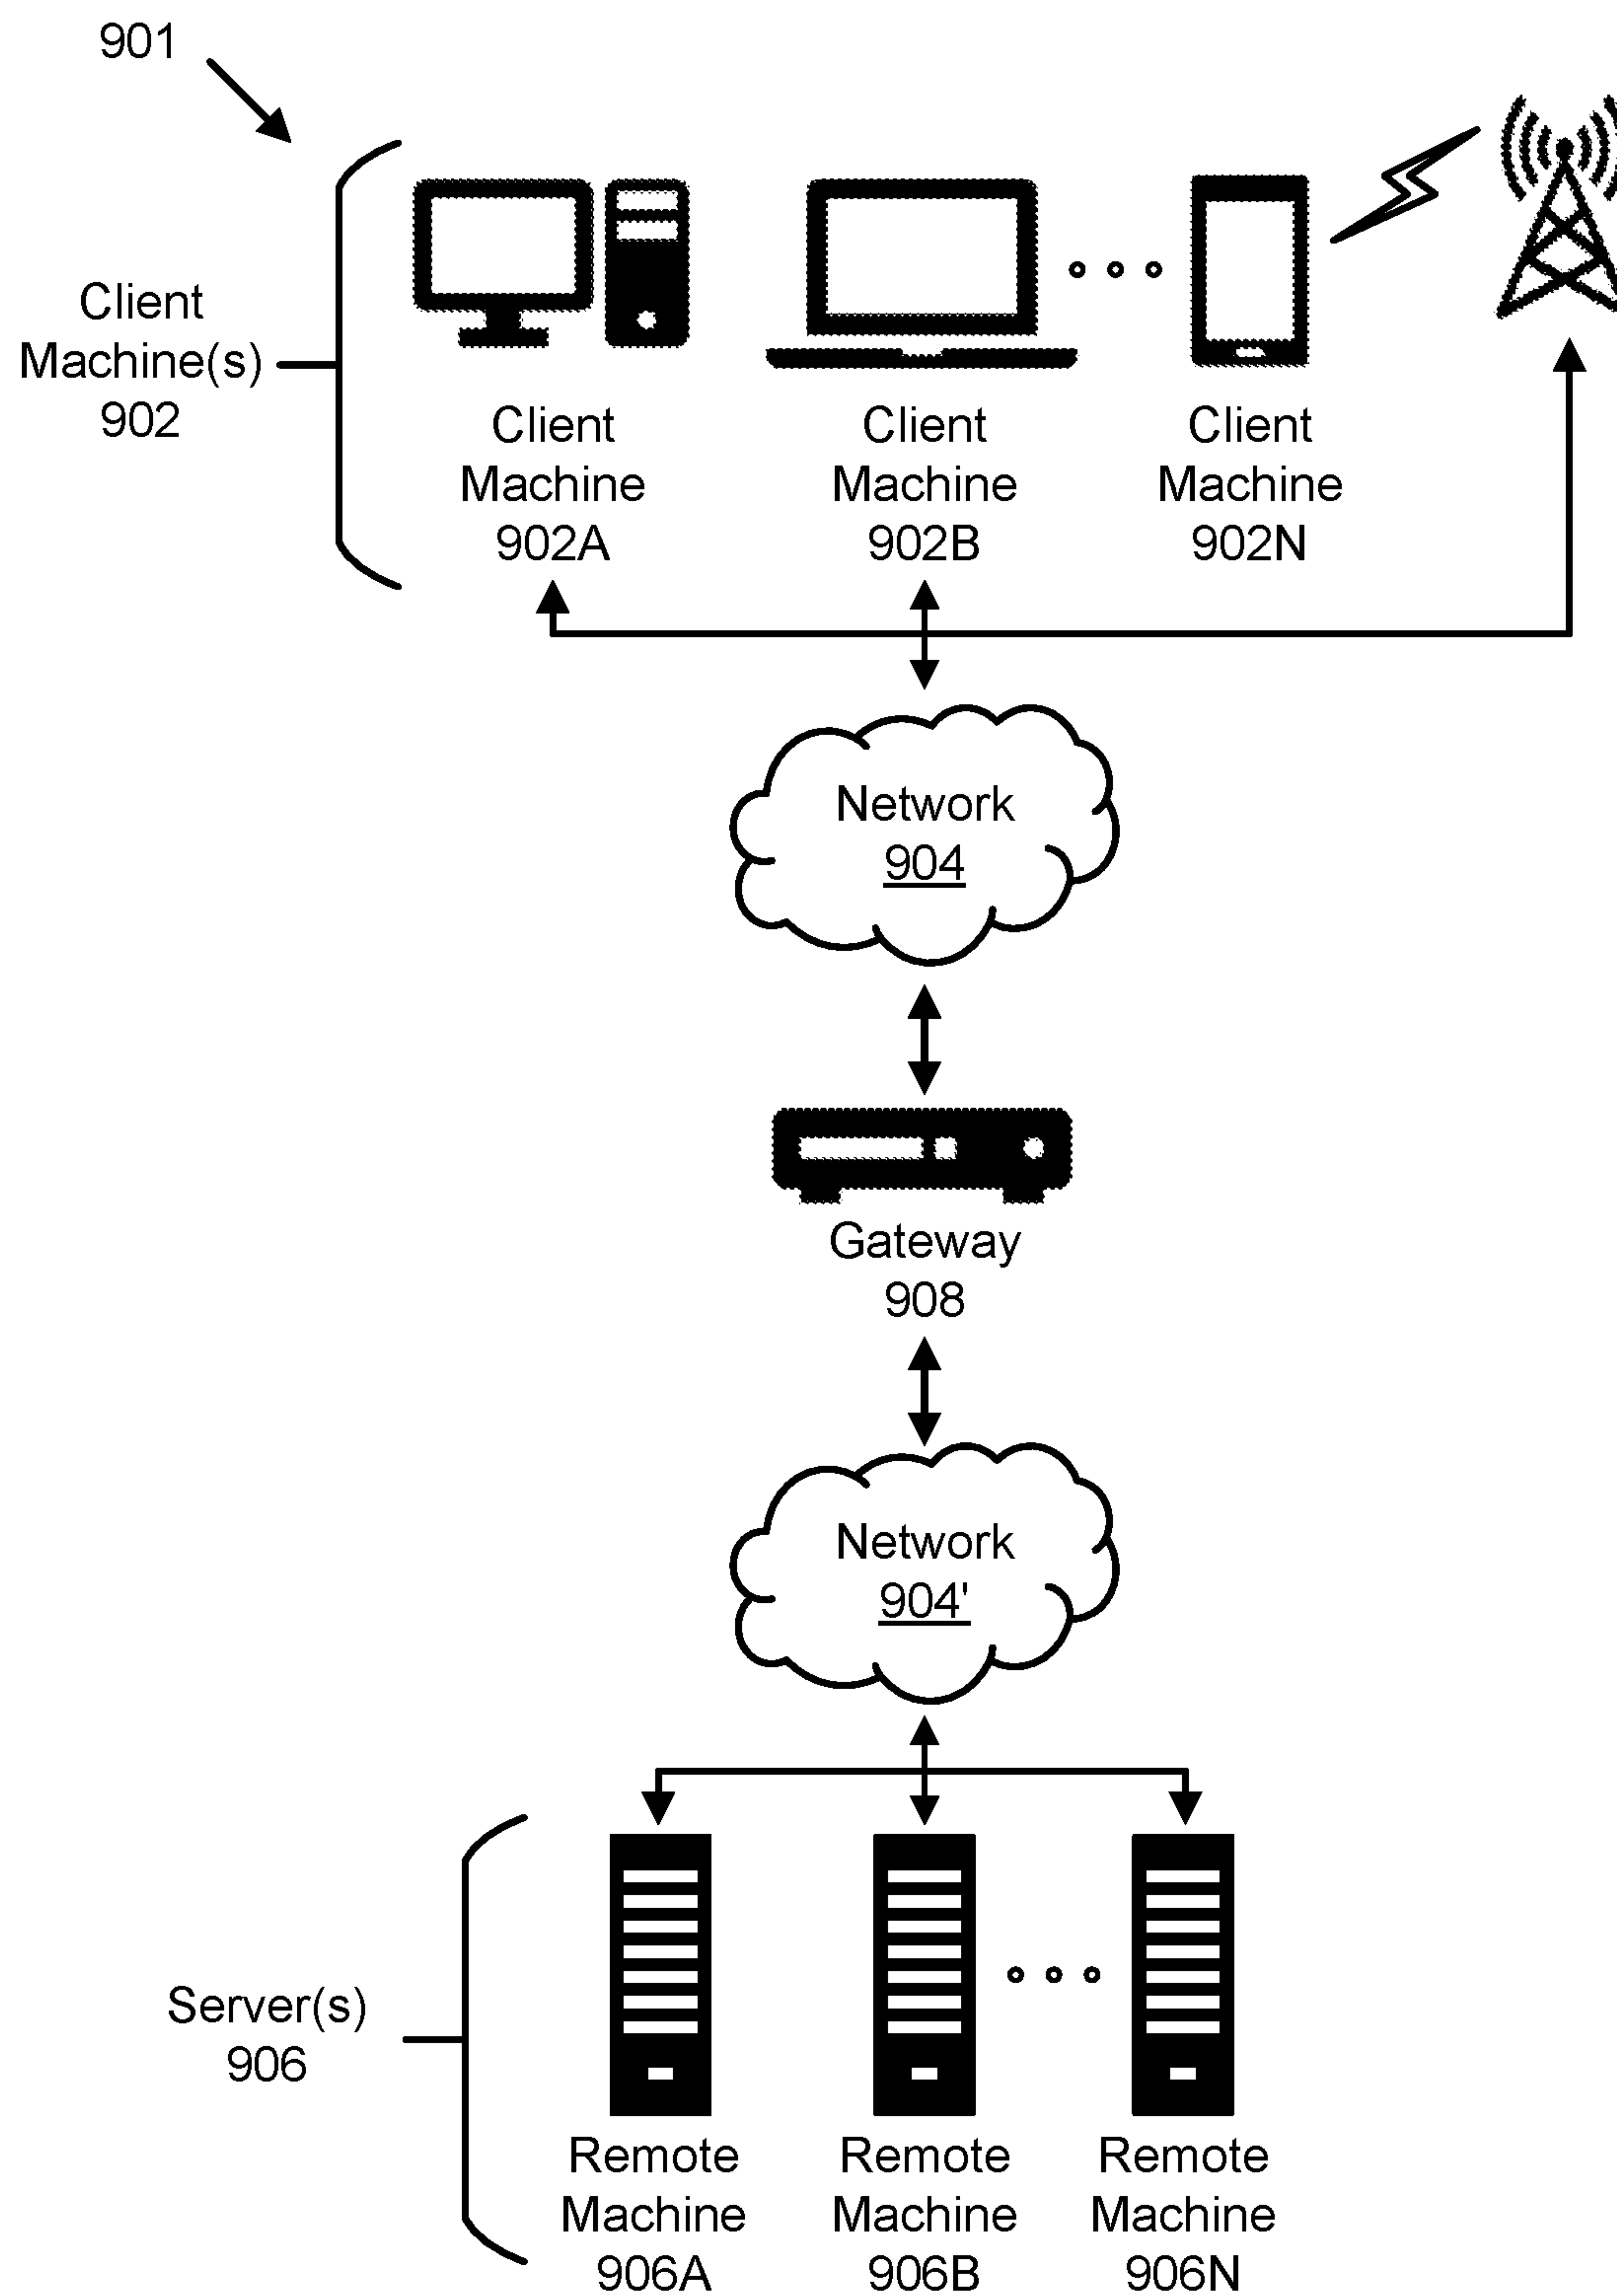 901
Client
Machine(s)
902
Client
Machine
902A
Client
Machine
902B
Client
Machine
902N
Network
904
Gateway
908
Network
904'
Server(s)
906
Remote
Machine
906A
Remote
Machine
906B
Remote
Machine
906N